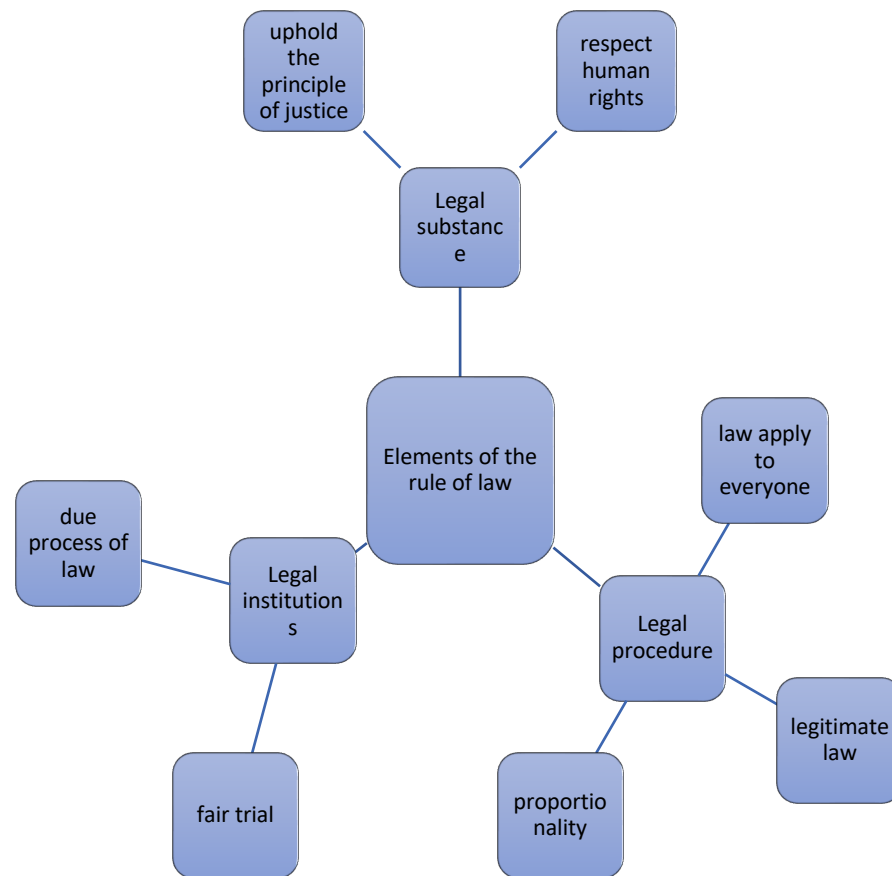 uphold
the
principle
of justice
respect
human
rights
Legal
substanc
e
Elements of the
rule of law
law apply
to
everyone
due
process of
law
Legal
institution
s
Legal
procedure
legitimate
law
fair trial
proportio
nality